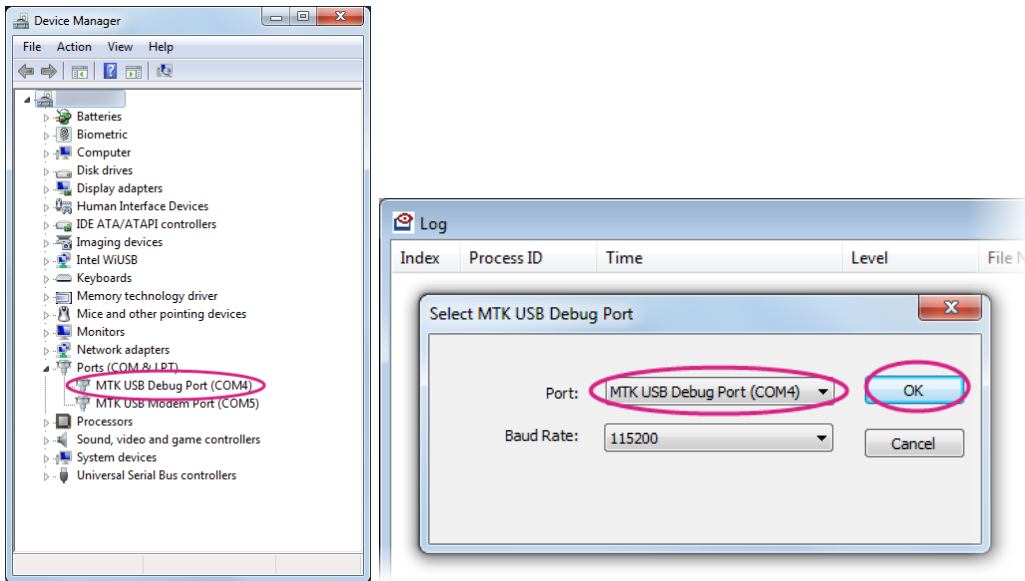 Device Manager
File Action View Help
Batteries
Biometric
Computer
Disk drives
Display adapters
Human Interface Devices
IDE ATA/ATAPI controllers
Imaging devices
Intel WiUSB
Keyboards
Memory technology driver
Mice and other pointing devices
Monitors
Network adapters
Ports (COM & LPT)
MTK USB Debug Port (COM4)
MTK USB Modem Port (COM5)
Processors
Sound, video and game controllers
System devices
Universal Serial Bus controllers
Log
Index Process ID Time Level File
Select MTK USB Debug Port
Port: MTK USB Debug Port (COM4) OK
Baud Rate: 115200 Cancel